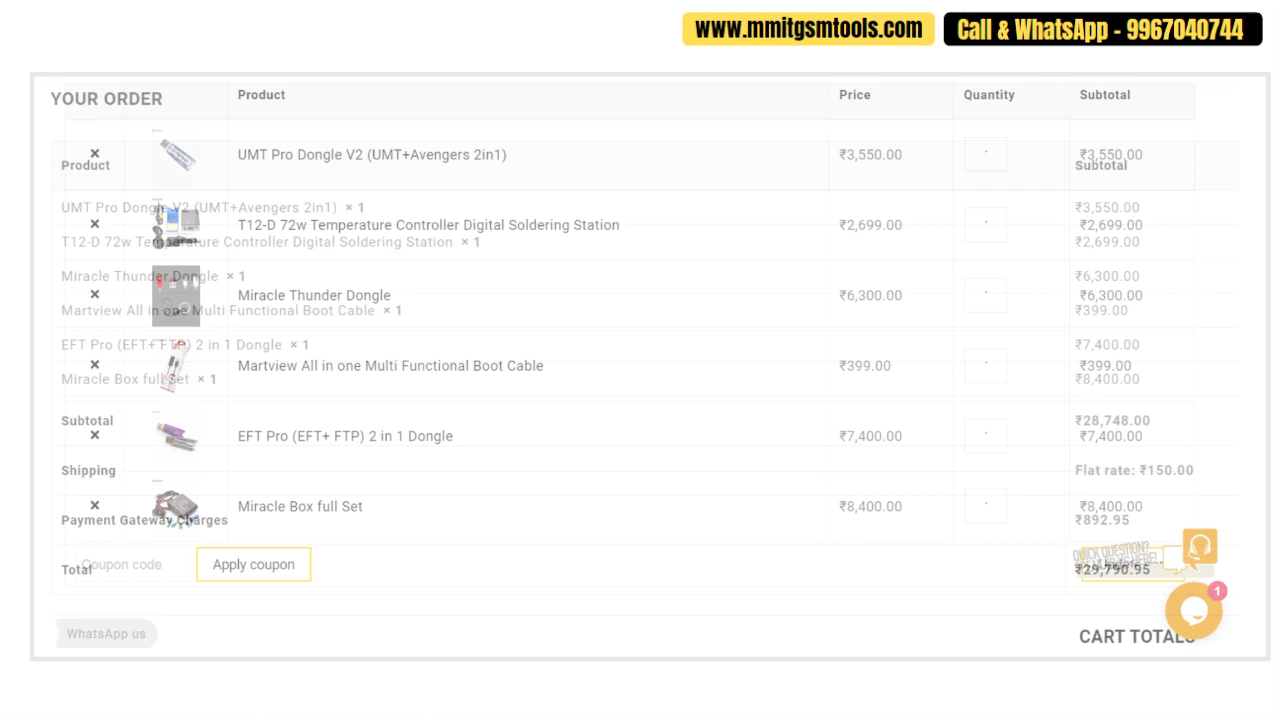 www.mmitgsmtools.com
Call & WhatsApp - 9967040744
YOUR ORDER
Product Price Quantity Subtotal
UMT Pro Dongle V2 (UMT+Avengers 2in1) ₹3,550.00 ₹3,550.00
Product Subtotal
UMT Pro Dongle V2 (UMT+Avengers 2in1) × 1 ₹3,550.00
T12-D 72w Temperature Controller Digital Soldering Station ₹2,699.00 ₹2,699.00
T12-D 72w Temperature Controller Digital Soldering Station × 1 ₹2,699.00
Miracle Thunder Dongle × 1 ₹6,300.00
Miracle Thunder Dongle ₹6,300.00 ₹6,300.00
Martview All in one Multi Functional Boot Cable × 1 ₹399.00
EFT Pro (EFT+ FTP) 2 in 1 Dongle × 1 ₹7,400.00
Martview All in one Multi Functional Boot Cable ₹399.00 ₹399.00
Miracle Box full Set × 1 ₹8,400.00
Subtotal ₹28,748.00
EFT Pro (EFT+ FTP) 2 in 1 Dongle ₹7,400.00 ₹7,400.00
Shipping Flat rate: ₹150.00
Miracle Box full Set ₹8,400.00 ₹8,400.00
Payment Gateway Charges ₹892.95
QUICK QUESTION?
Coupon code Apply coupon
Total ₹29,790.95
1
WhatsApp us
CART TOTALS